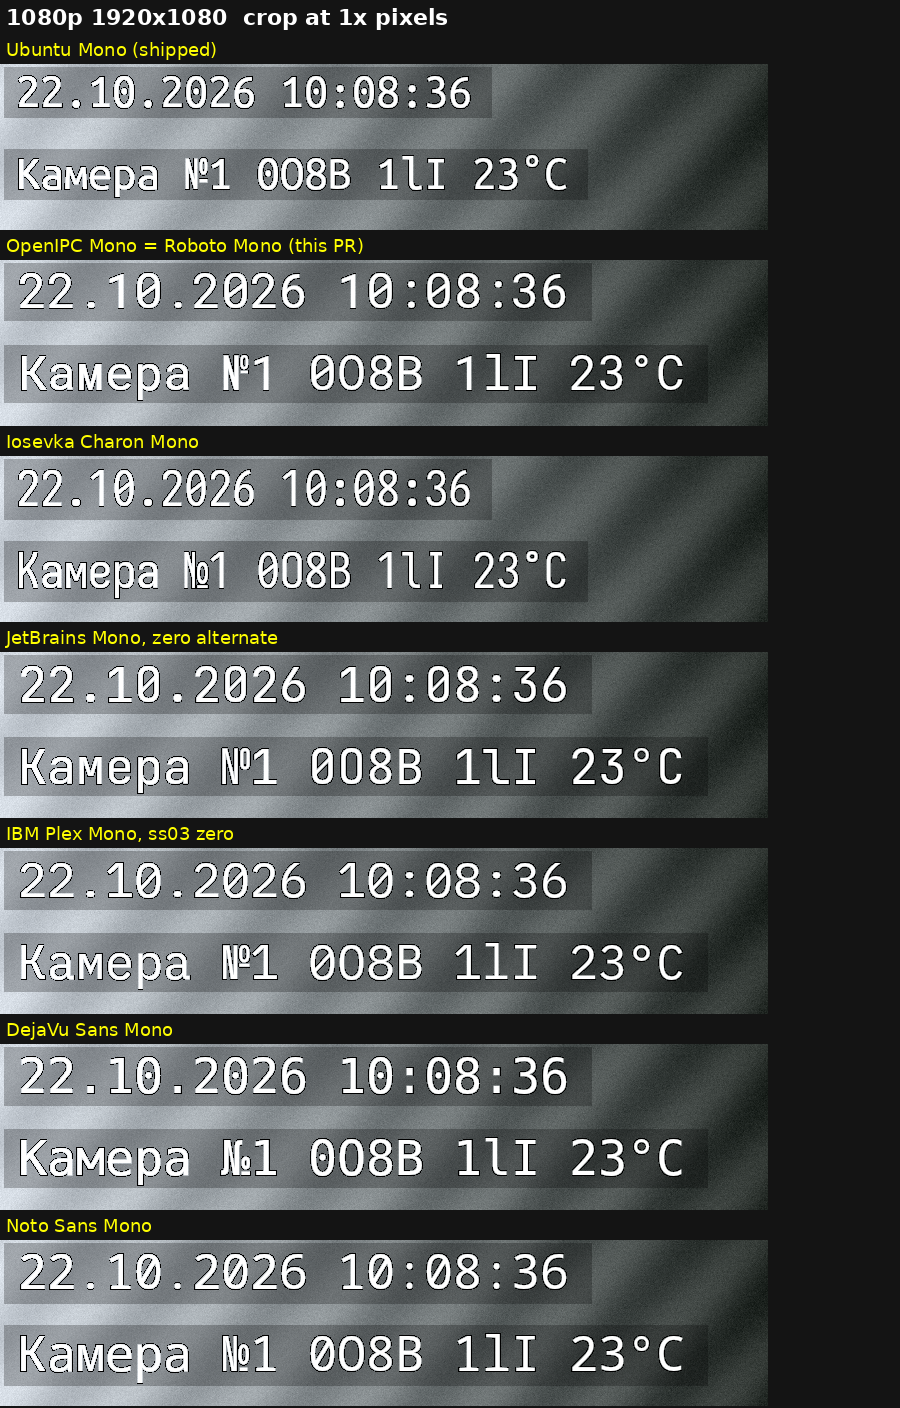 1080p 1920x1080 crop at 1x pixels
Ubuntu Mono (shipped)
22.10.2026 10:08:36
Камера №1 0O8B 1lI 23°C
OpenIPC Mono = Roboto Mono (this PR)
22.10.2026 10:08:36
Камера №1 0O8B 1lI 23°C
Iosevka Charon Mono
22.10.2026 10:08:36
Камера №1 0O8B 1lI 23°C
JetBrains Mono, zero alternate
22.10.2026 10:08:36
Камера №1 0O8B 1lI 23°C
IBM Plex Mono, ss03 zero
22.10.2026 10:08:36
Камера №1 0O8B 1lI 23°C
DejaVu Sans Mono
22.10.2026 10:08:36
Камера №1 0O8B 1lI 23°C
Noto Sans Mono
22.10.2026 10:08:36
Камера №1 0O8B 1lI 23°C